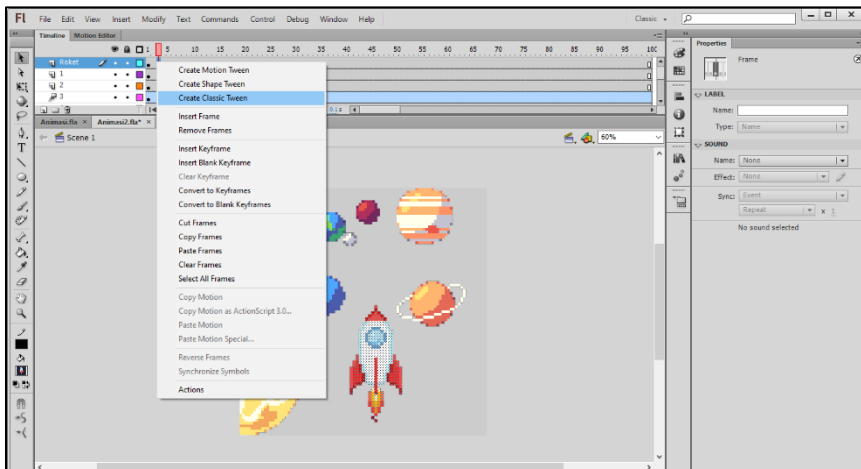 Fl File Edit View Insert Modify Text Commands Control Debug Window Help Classic
Timeline Motion Editor
1 5 10 15 20 25 30 35 40 45 50 55 60 65 70 75 80 85 90 95 100
Roket
1
2
3
0.1s
Animasi.fla × Animasi2.fla* ×
Scene 1 60%
Create Motion Tween
Create Shape Tween
Create Classic Tween
Insert Frame
Remove Frames
Insert Keyframe
Insert Blank Keyframe
Clear Keyframe
Convert to Keyframes
Convert to Blank Keyframes
Cut Frames
Copy Frames
Paste Frames
Clear Frames
Select All Frames
Copy Motion
Copy Motion as ActionScript 3.0...
Paste Motion
Paste Motion Special...
Reverse Frames
Synchronize Symbols
Actions
Properties
Frame
LABEL
Name:
Type: Name
SOUND
Name: None
Effect: None
Sync: Event
Repeat x 1
No sound selected